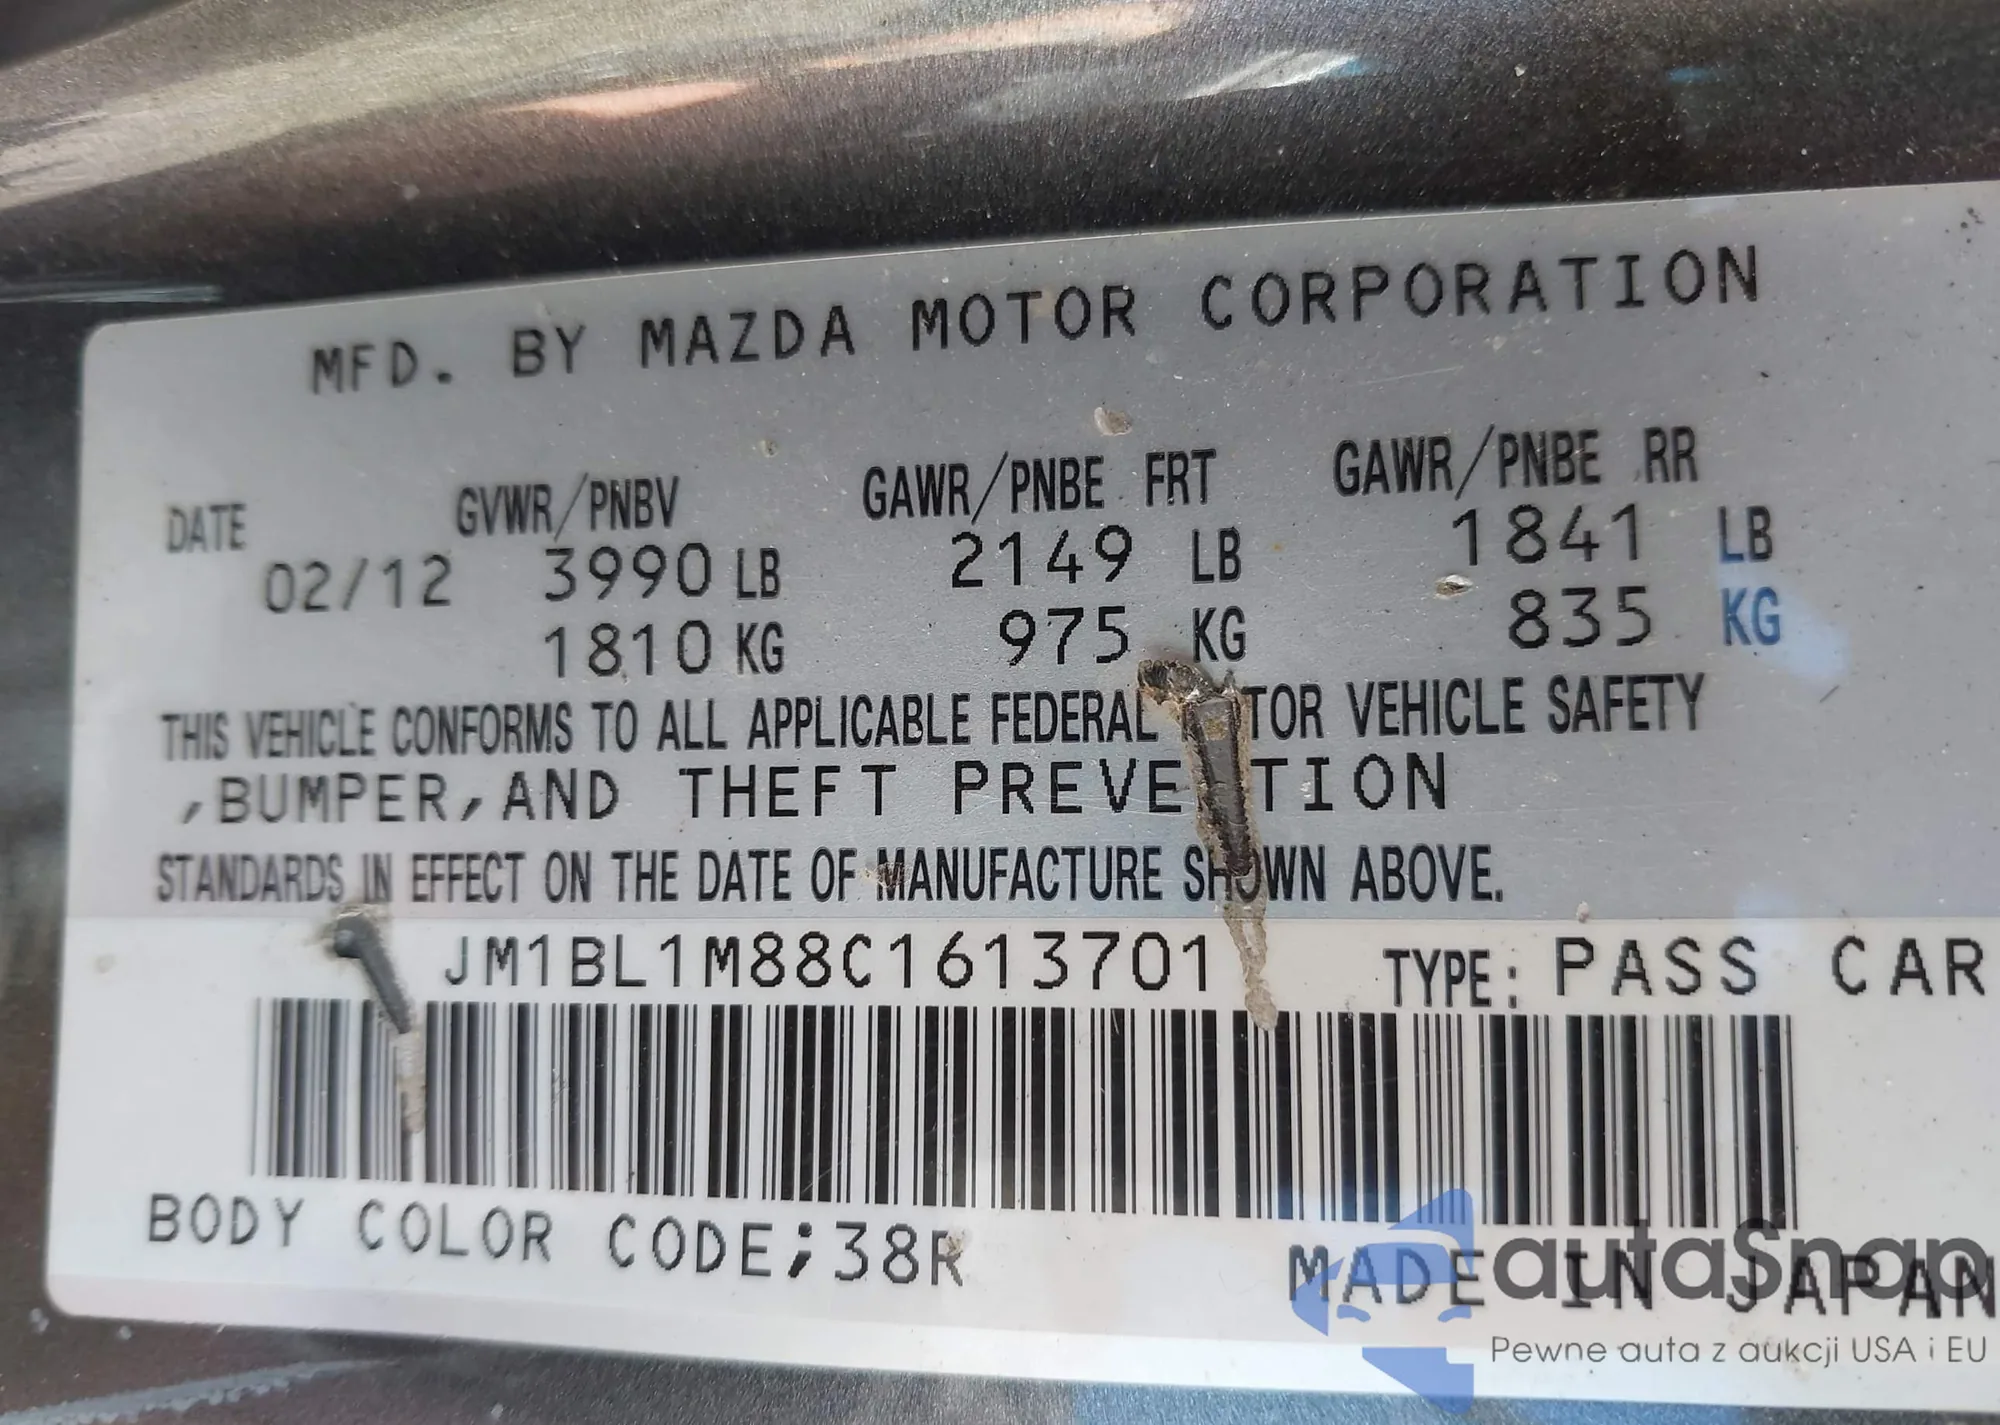 MFD. BY MAZDA MOTOR CORPORATION
DATE GVWR/PNBV GAWR/PNBE FRT GAWR/PNBE RR
02/12 3990 LB 2149 LB 1841 LB
1810 KG 975 KG 835 KG
THIS VEHICLE CONFORMS TO ALL APPLICABLE FEDERAL TOR VEHICLE SAFETY
,BUMPER,AND THEFT PREVE TION
STANDARDS IN EFFECT ON THE DATE OF MANUFACTURE SHOWN ABOVE.
JM1BL1M88C1613701 TYPE: PASS CAR
BODY COLOR CODE;38R
MADE IN JAPAN
autaSnap
Pewne auta z aukcji USA i EU